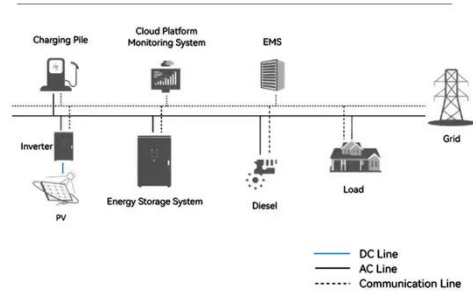 Charging Pile
Cloud Platform
Monitoring System
EMS
Grid
Inverter
PV
Energy Storage System
Diesel
Load
DC Line
AC Line
Communication Line